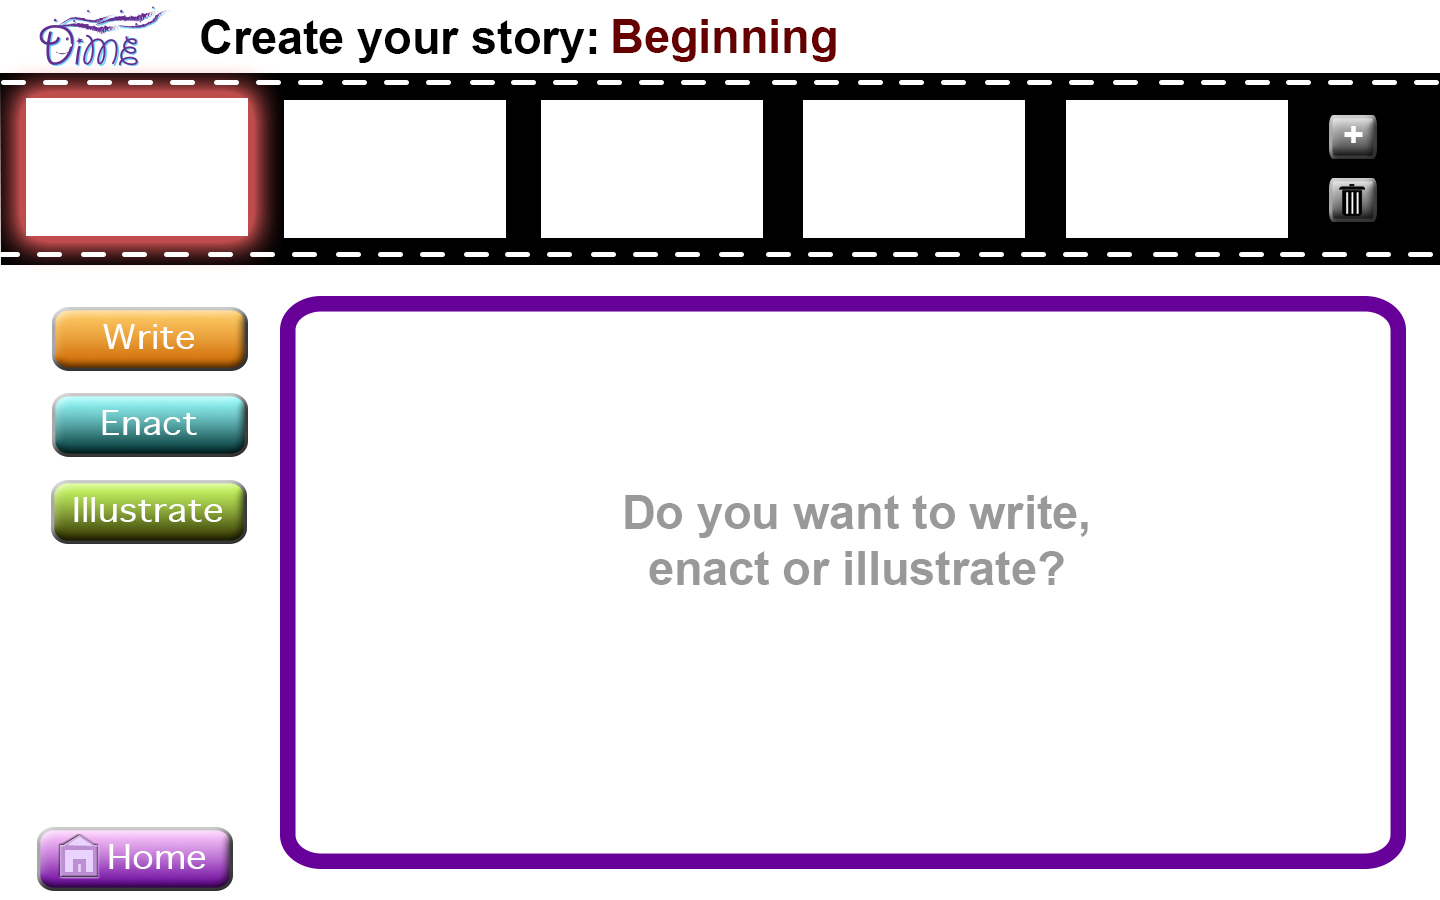 Dime
Create your story: Beginning
Write
Enact
Illustrate
Do you want to write,
enact or illustrate?
Home